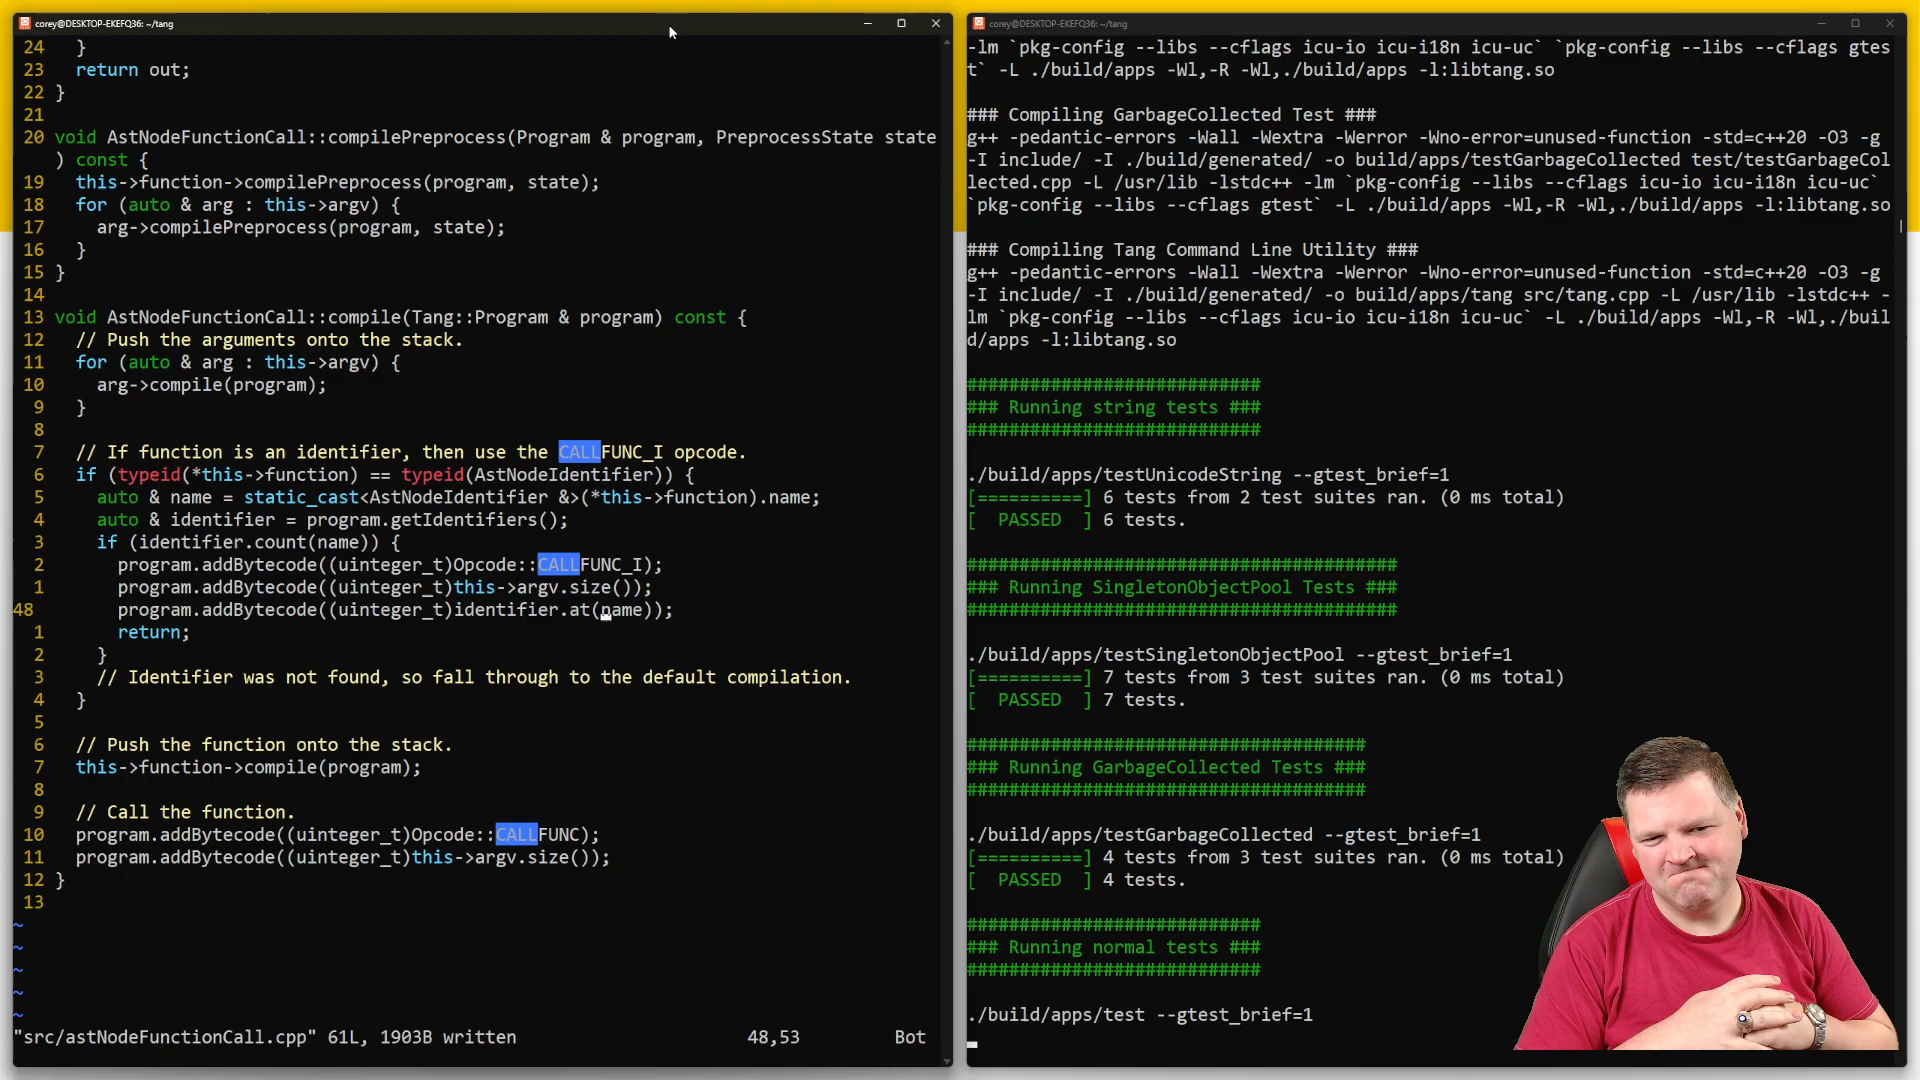 corey@DESKTOP-EKEFQ36: ~/tang
24 }
23 return out;
22 }
21
20 void AstNodeFunctionCall::compilePreprocess(Program & program, PreprocessState state
) const {
19 this->function->compilePreprocess(program, state);
18 for (auto & arg : this->argv) {
17 arg->compilePreprocess(program, state);
16 }
15 }
14
13 void AstNodeFunctionCall::compile(Tang::Program & program) const {
12 // Push the arguments onto the stack.
11 for (auto & arg : this->argv) {
10 arg->compile(program);
9 }
8
7 // If function is an identifier, then use the CALLFUNC_I opcode.
6 if (typeid(*this->function) == typeid(AstNodeIdentifier)) {
5 auto & name = static_cast<AstNodeIdentifier &>(*this->function).name;
4 auto & identifier = program.getIdentifiers();
3 if (identifier.count(name)) {
2 program.addBytecode((uinteger_t)Opcode::CALLFUNC_I);
1 program.addBytecode((uinteger_t)this->argv.size());
48 program.addBytecode((uinteger_t)identifier.at(name));
1 return;
2 }
3 // Identifier was not found, so fall through to the default compilation.
4 }
5
6 // Push the function onto the stack.
7 this->function->compile(program);
8
9 // Call the function.
10 program.addBytecode((uinteger_t)Opcode::CALLFUNC);
11 program.addBytecode((uinteger_t)this->argv.size());
12 }
13
~
~
~
~
~
"src/astNodeFunctionCall.cpp" 61L, 1903B written 48,53 Bot
corey@DESKTOP-EKEFQ36: ~/tang
-lm `pkg-config --libs --cflags icu-io icu-i18n icu-uc` `pkg-config --libs --cflags gtes
t` -L ./build/apps -Wl,-R -Wl,./build/apps -l:libtang.so

### Compiling GarbageCollected Test ###
g++ -pedantic-errors -Wall -Wextra -Werror -Wno-error=unused-function -std=c++20 -O3 -g
-I include/ -I ./build/generated/ -o build/apps/testGarbageCollected test/testGarbageCol
lected.cpp -L /usr/lib -lstdc++ -lm `pkg-config --libs --cflags icu-io icu-i18n icu-uc`
`pkg-config --libs --cflags gtest` -L ./build/apps -Wl,-R -Wl,./build/apps -l:libtang.so

### Compiling Tang Command Line Utility ###
g++ -pedantic-errors -Wall -Wextra -Werror -Wno-error=unused-function -std=c++20 -O3 -g
-I include/ -I ./build/generated/ -o build/apps/tang src/tang.cpp -L /usr/lib -lstdc++ -
lm `pkg-config --libs --cflags icu-io icu-i18n icu-uc` -L ./build/apps -Wl,-R -Wl,./buil
d/apps -l:libtang.so

############################
### Running string tests ###
############################

./build/apps/testUnicodeString --gtest_brief=1
[==========] 6 tests from 2 test suites ran. (0 ms total)
[  PASSED  ] 6 tests.

#########################################
### Running SingletonObjectPool Tests ###
#########################################

./build/apps/testSingletonObjectPool --gtest_brief=1
[==========] 7 tests from 3 test suites ran. (0 ms total)
[  PASSED  ] 7 tests.

######################################
### Running GarbageCollected Tests ###
######################################

./build/apps/testGarbageCollected --gtest_brief=1
[==========] 4 tests from 3 test suites ran. (0 ms total)
[  PASSED  ] 4 tests.

############################
### Running normal tests ###
############################

./build/apps/test --gtest_brief=1